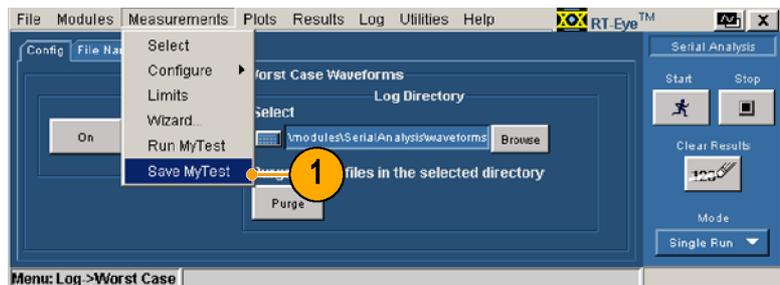 File Modules Measurements Plots Results Log Utilities Help RT-Eye™ X
Config File Na
Select
Configure
Limits
Wizard...
Run MyTest
Save MyTest
1
Worst Case Waveforms
Log Directory
Select
\modules\SerialAnalysis\waveforms
Browse
On
files in the selected directory
Purge
Serial Analysis
Start Stop
Clear Results
Mode
Single Run
Menu: Log->Worst Case